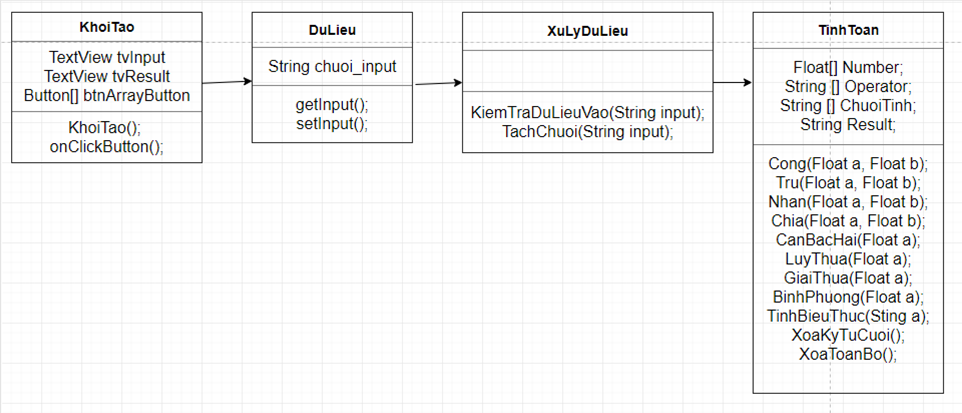 KhoiTao
TextView tvInput
TextView tvResult
Button[] btnArrayButton
KhoiTao();
onClickButton();
DuLieu
String chuoi_input
getInput();
setInput();
XuLyDuLieu
KiemTraDuLieuVao(String input);
TachChuoi(String input);
TinhToan
Float[] Number;
String [] Operator;
String [] ChuoiTinh;
String Result;
Cong(Float a, Float b);
Tru(Float a, Float b);
Nhan(Float a, Float b);
Chia(Float a, Float b);
CanBacHai(Float a);
LuyThua(Float a);
GiaiThua(Float a);
BinhPhuong(Float a);
TinhBieuThuc(Sting a);
XoaKyTuCuoi();
XoaToanBo();